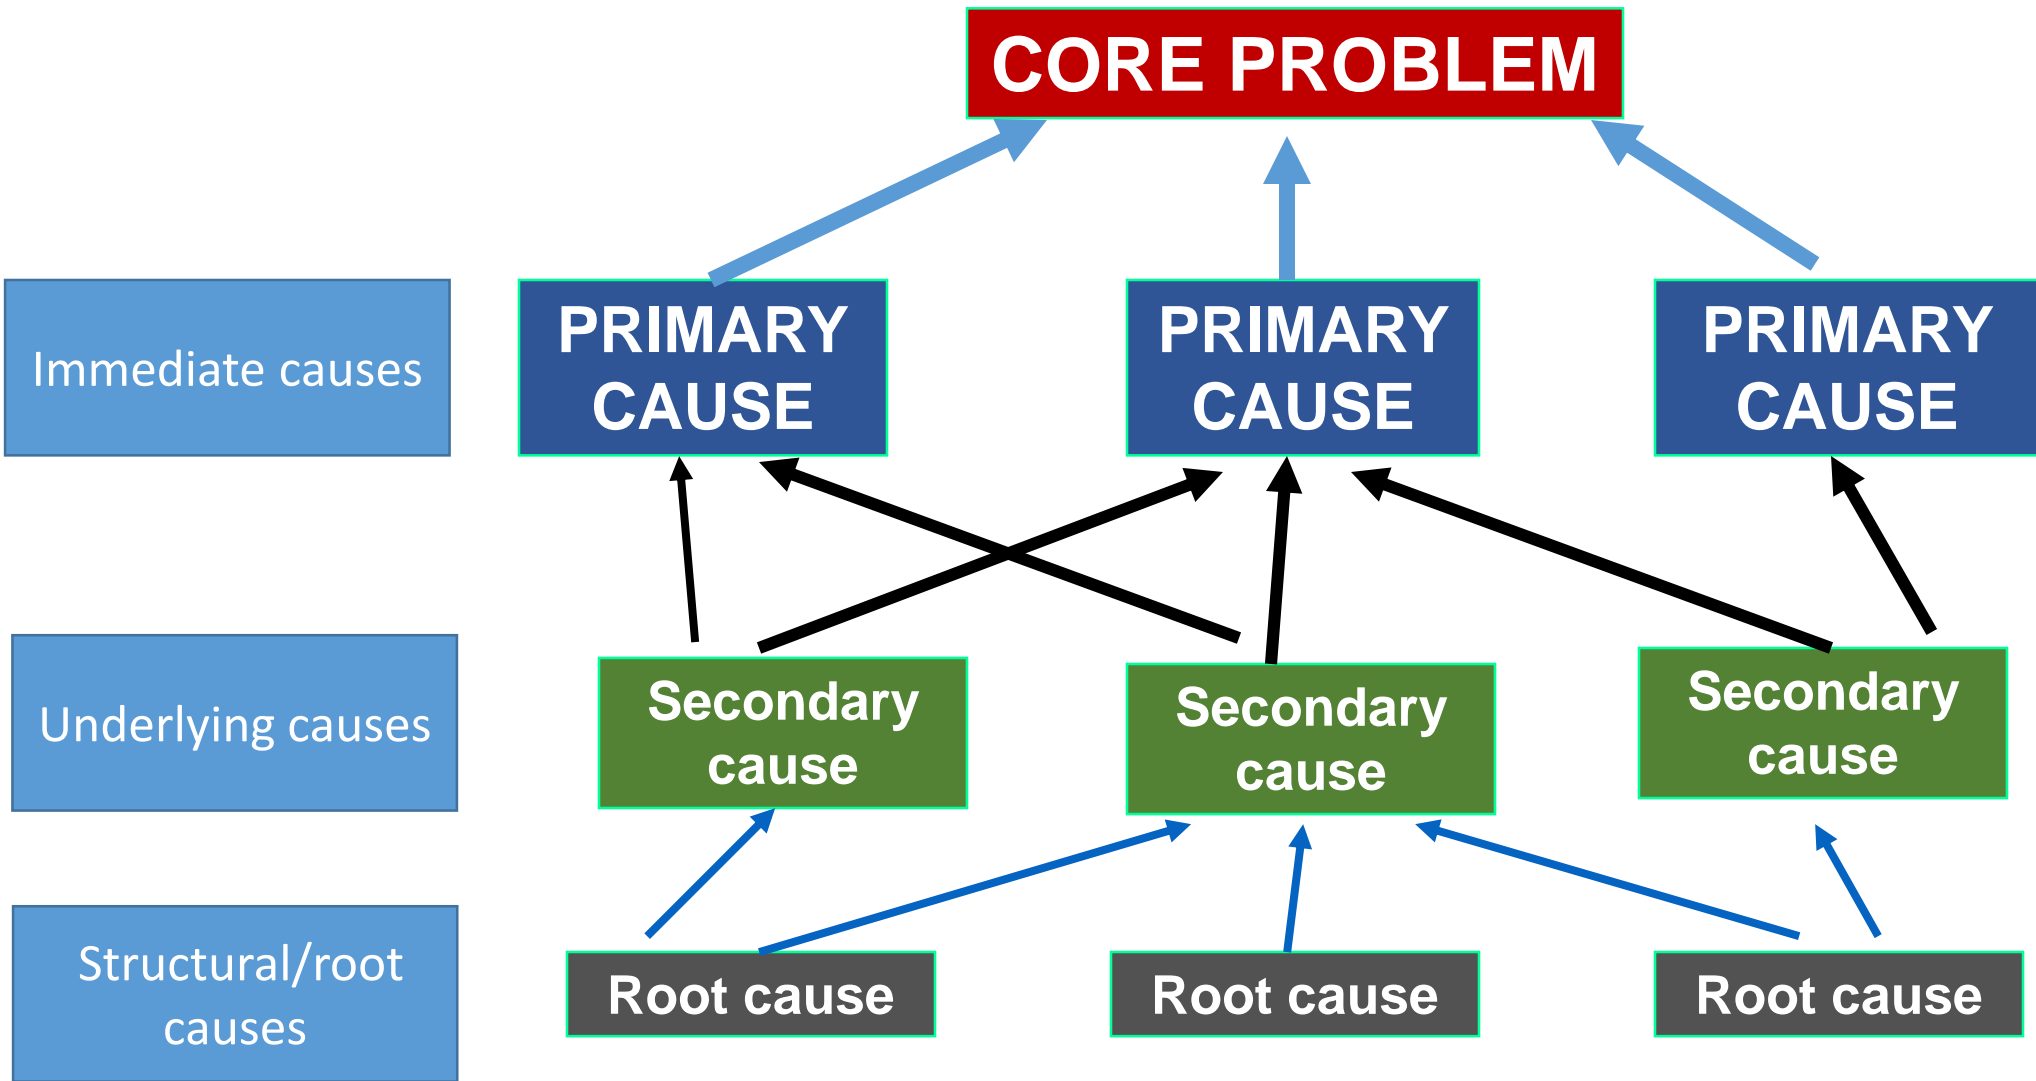 CORE PROBLEM
Immediate causes
PRIMARY
CAUSE
PRIMARY
CAUSE
PRIMARY
CAUSE
Underlying causes
Secondary
cause
Secondary
cause
Secondary
cause
Structural/root
causes
Root cause
Root cause
Root cause